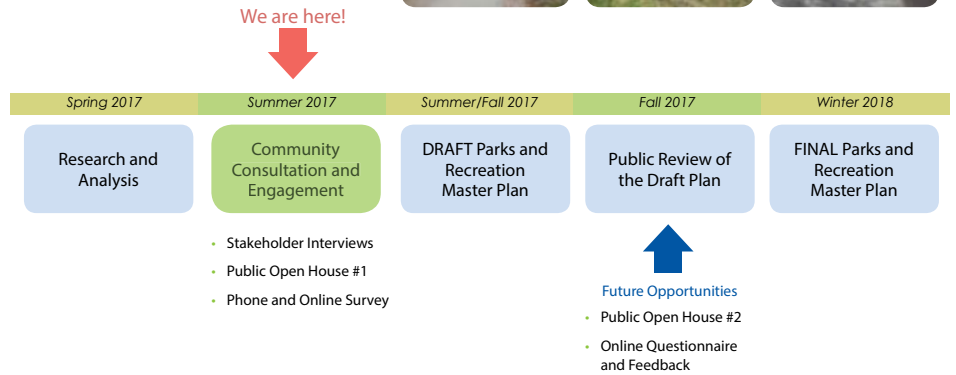 We are here!
Spring 2017
Summer 2017
Summer/Fall 2017
Fall 2017
Winter 2018
Research and
Analysis
Community
Consultation and
Engagement
DRAFT Parks and
Recreation
Master Plan
Public Review of
the Draft Plan
FINAL Parks and
Recreation
Master Plan
• Stakeholder Interviews
• Public Open House #1
• Phone and Online Survey
Future Opportunities
• Public Open House #2
• Online Questionnaire
and Feedback